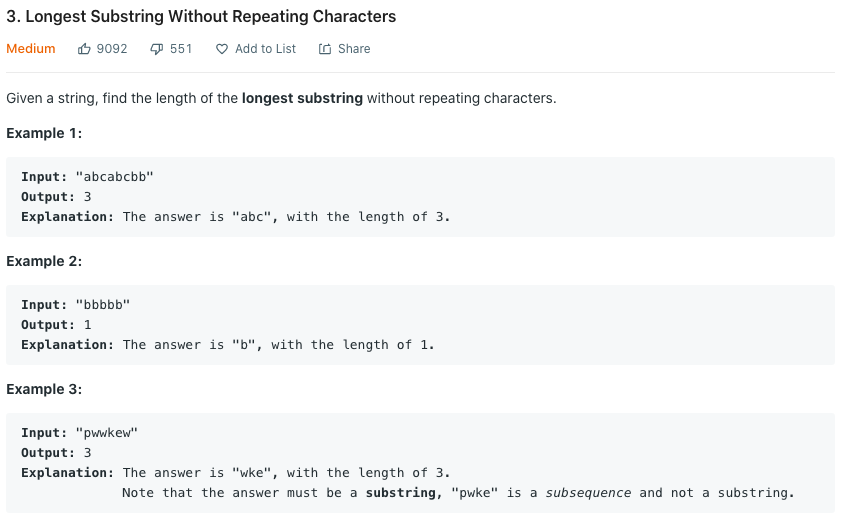 3. Longest Substring Without Repeating Characters
Medium 9092 551 Add to List Share
Given a string, find the length of the longest substring without repeating characters.
Example 1:
Input: "abcabcbb"
Output: 3
Explanation: The answer is "abc", with the length of 3.
Example 2:
Input: "bbbbb"
Output: 1
Explanation: The answer is "b", with the length of 1.
Example 3:
Input: "pwwkew"
Output: 3
Explanation: The answer is "wke", with the length of 3.
Note that the answer must be a substring, "pwke" is a subsequence and not a substring.